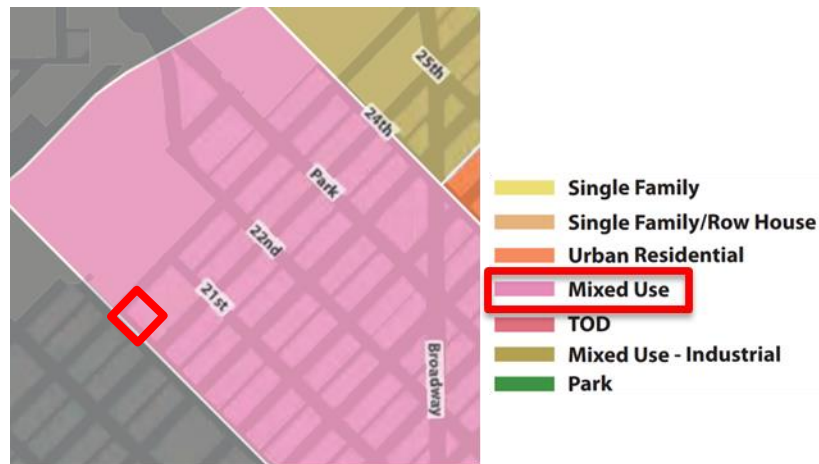 25th
24th
Park
22nd
21st
Broadway
Single Family
Single Family/Row House
Urban Residential
Mixed Use
TOD
Mixed Use - Industrial
Park